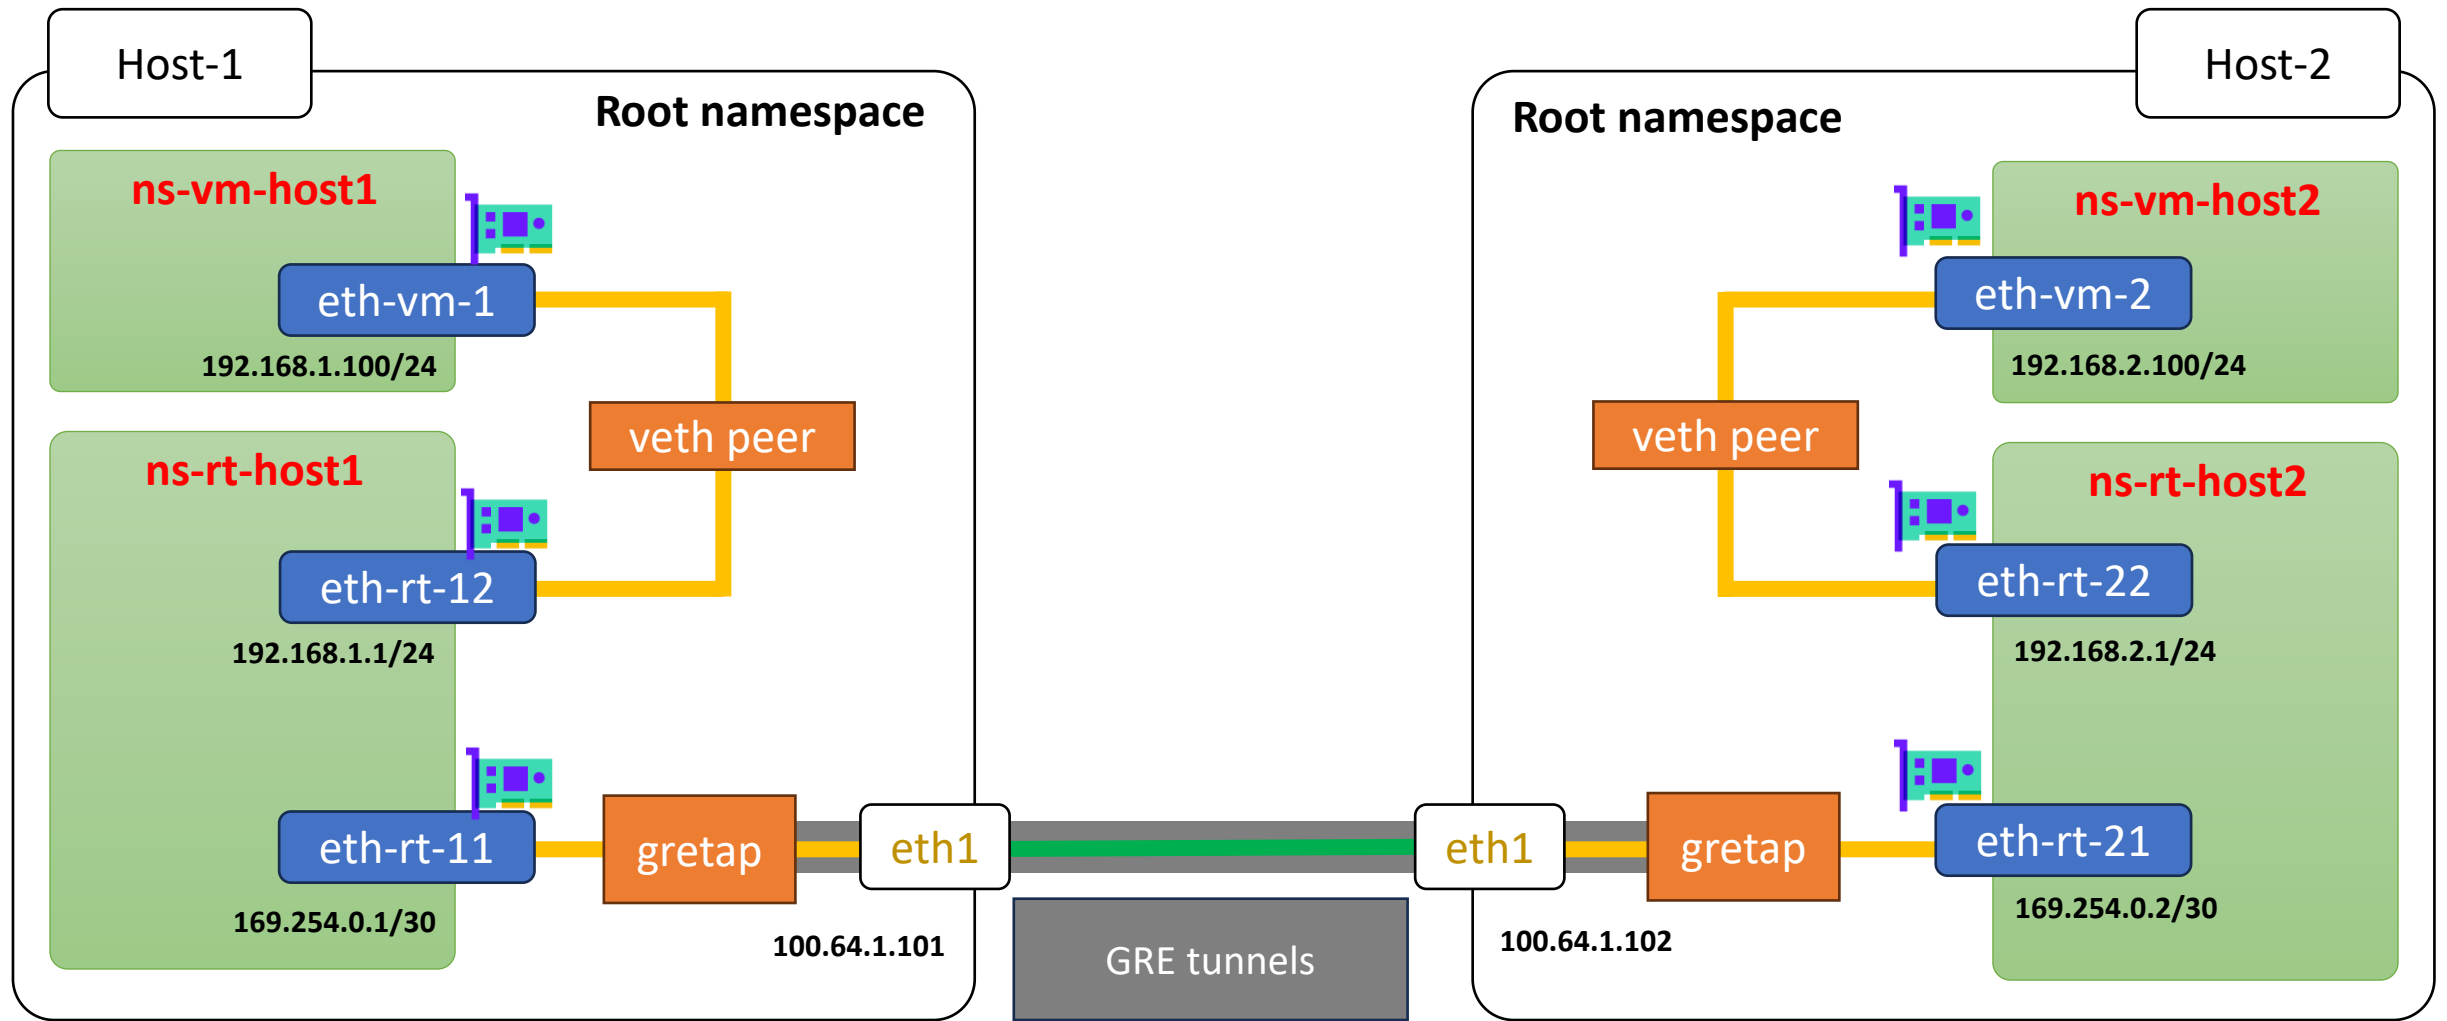 Host-1
Root namespace
ns-vm-host1
eth-vm-1
192.168.1.100/24
veth peer
ns-rt-host1
eth-rt-12
192.168.1.1/24
eth-rt-11
169.254.0.1/30
gretap
eth1
100.64.1.101
GRE tunnels
Host-2
Root namespace
ns-vm-host2
eth-vm-2
192.168.2.100/24
veth peer
ns-rt-host2
eth-rt-22
192.168.2.1/24
eth1
gretap
eth-rt-21
169.254.0.2/30
100.64.1.102